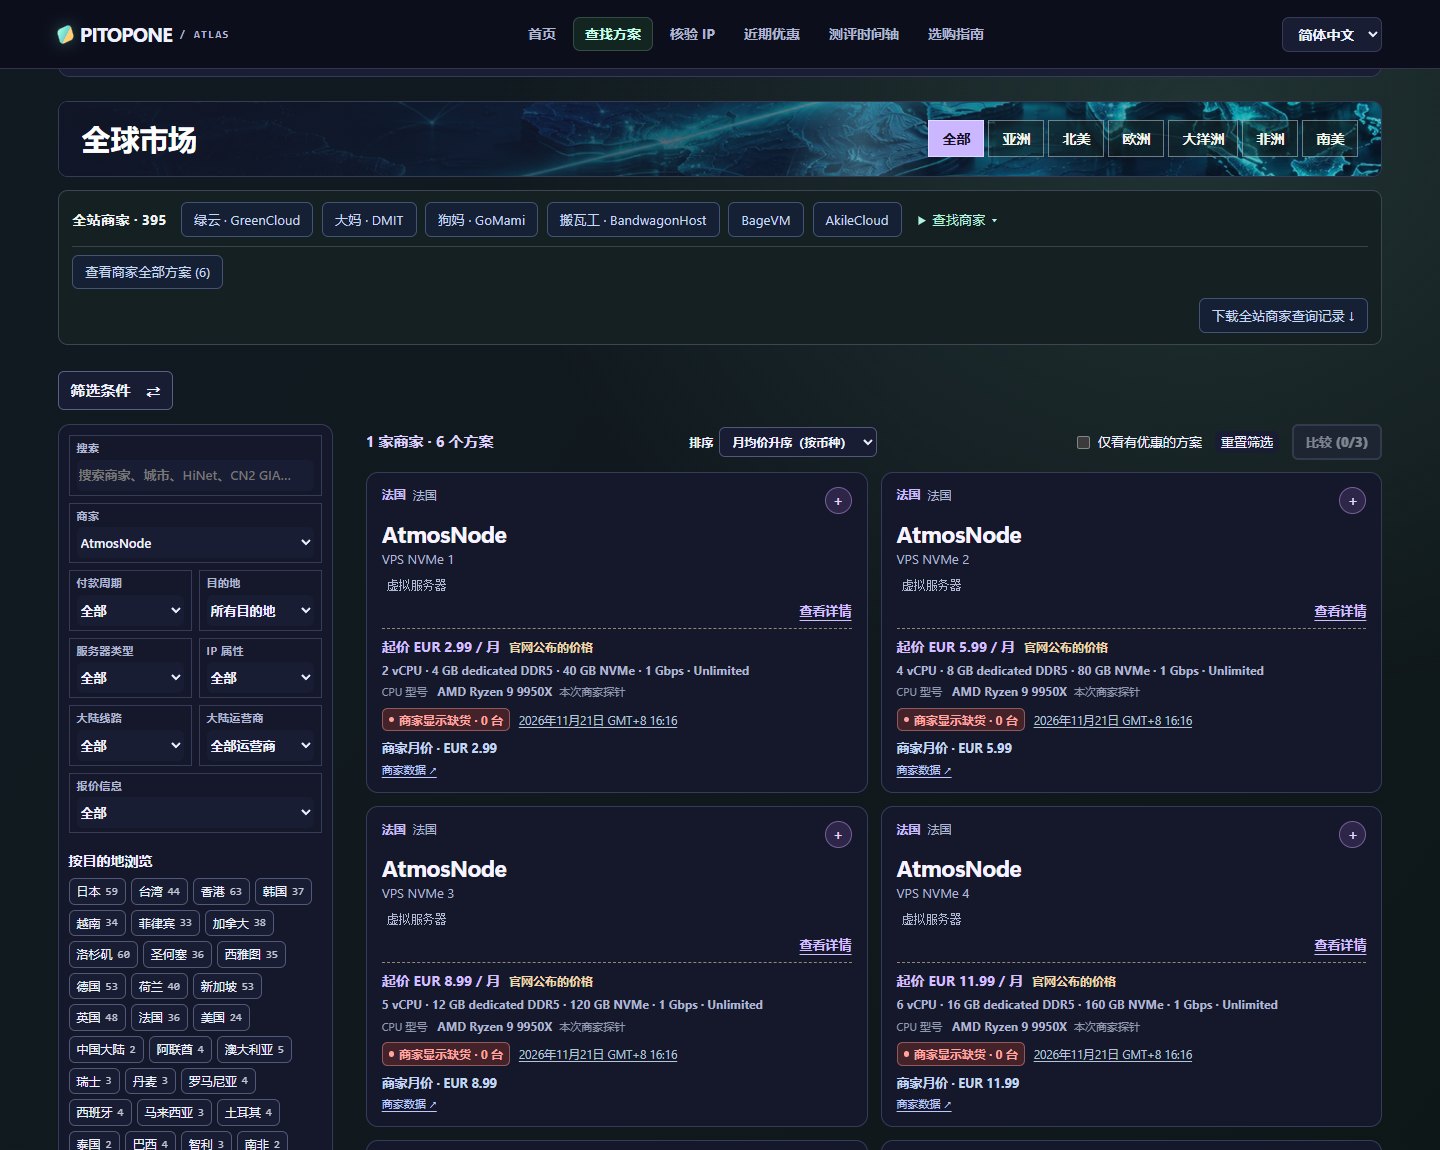 PITOPONE / ATLAS
首页 查找方案 核验 IP 近期优惠 测评时间轴 选购指南
简体中文
全球市场
全部 亚洲 北美 欧洲 大洋洲 非洲 南美
全站商家 · 395 绿云 · GreenCloud 大妈 · DMIT 狗妈 · GoMami 搬瓦工 · BandwagonHost BageVM AkileCloud ▶ 查找商家
查看商家全部方案 (6)
下载全站商家查询记录 ↓
筛选条件 ⇄
搜索
搜索商家、城市、HiNet、CN2 GIA...
商家
AtmosNode
付款周期 目的地
全部 所有目的地
服务器类型 IP 属性
全部 全部
大陆线路 大陆运营商
全部 全部运营商
报价信息
全部
按目的地浏览
日本 59 台湾 44 香港 63 韩国 37
越南 34 菲律宾 33 加拿大 38
洛杉矶 60 圣何塞 36 西雅图 35
德国 53 荷兰 40 新加坡 53
英国 48 法国 36 美国 24
中国大陆 2 阿联酋 4 澳大利亚 5
瑞士 3 丹麦 3 罗马尼亚 4
西班牙 4 马来西亚 3 土耳其 4
泰国 2 巴西 4 智利 3 南非 2
1 家商家 · 6 个方案 排序 月均价升序（按币种） 仅看有优惠的方案 重置筛选 比较 (0/3)
法国 法国 +
AtmosNode
VPS NVMe 1
虚拟服务器
查看详情
起价 EUR 2.99 / 月 官网公布的价格
2 vCPU · 4 GB dedicated DDR5 · 40 GB NVMe · 1 Gbps · Unlimited
CPU 型号 AMD Ryzen 9 9950X 本次商家探针
商家显示缺货 · 0 台 2026年11月21日 GMT+8 16:16
商家月价 · EUR 2.99
商家数据 ↗
法国 法国 +
AtmosNode
VPS NVMe 2
虚拟服务器
查看详情
起价 EUR 5.99 / 月 官网公布的价格
4 vCPU · 8 GB dedicated DDR5 · 80 GB NVMe · 1 Gbps · Unlimited
CPU 型号 AMD Ryzen 9 9950X 本次商家探针
商家显示缺货 · 0 台 2026年11月21日 GMT+8 16:16
商家月价 · EUR 5.99
商家数据 ↗
法国 法国 +
AtmosNode
VPS NVMe 3
虚拟服务器
查看详情
起价 EUR 8.99 / 月 官网公布的价格
5 vCPU · 12 GB dedicated DDR5 · 120 GB NVMe · 1 Gbps · Unlimited
CPU 型号 AMD Ryzen 9 9950X 本次商家探针
商家显示缺货 · 0 台 2026年11月21日 GMT+8 16:16
商家月价 · EUR 8.99
商家数据 ↗
法国 法国 +
AtmosNode
VPS NVMe 4
虚拟服务器
查看详情
起价 EUR 11.99 / 月 官网公布的价格
6 vCPU · 16 GB dedicated DDR5 · 160 GB NVMe · 1 Gbps · Unlimited
CPU 型号 AMD Ryzen 9 9950X 本次商家探针
商家显示缺货 · 0 台 2026年11月21日 GMT+8 16:16
商家月价 · EUR 11.99
商家数据 ↗